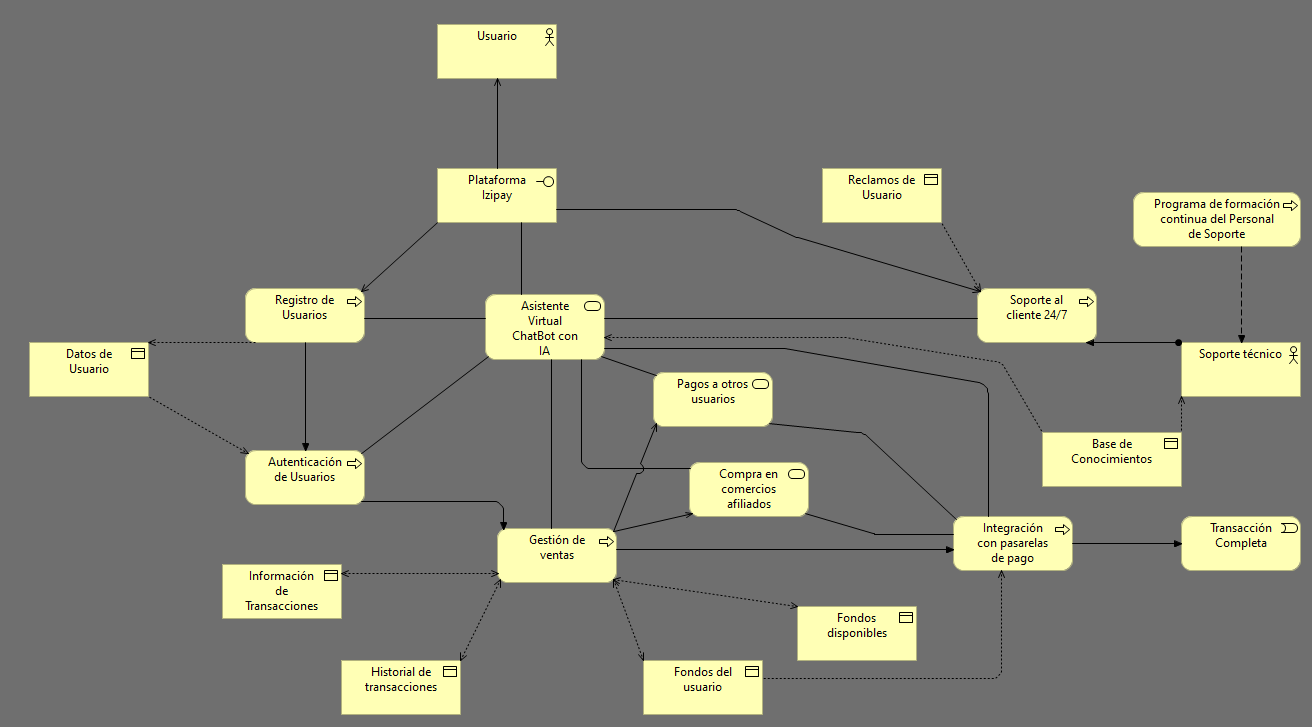 Usuario
Plataforma
Izipay
Reclamos de
Usuario
Programa de formación
continua del Personal
de Soporte
Registro de
Usuarios
Asistente
Virtual
ChatBot con
IA
Soporte al
cliente 24/7
Datos de
Usuario
Soporte técnico
Pagos a otros
usuarios
Base de
Conocimientos
Autenticación
de Usuarios
Compra en
comercios
afiliados
Gestión de
ventas
Integración
con pasarelas
de pago
Transacción
Completa
Información
de
Transacciones
Fondos
disponibles
Historial de
transacciones
Fondos del
usuario